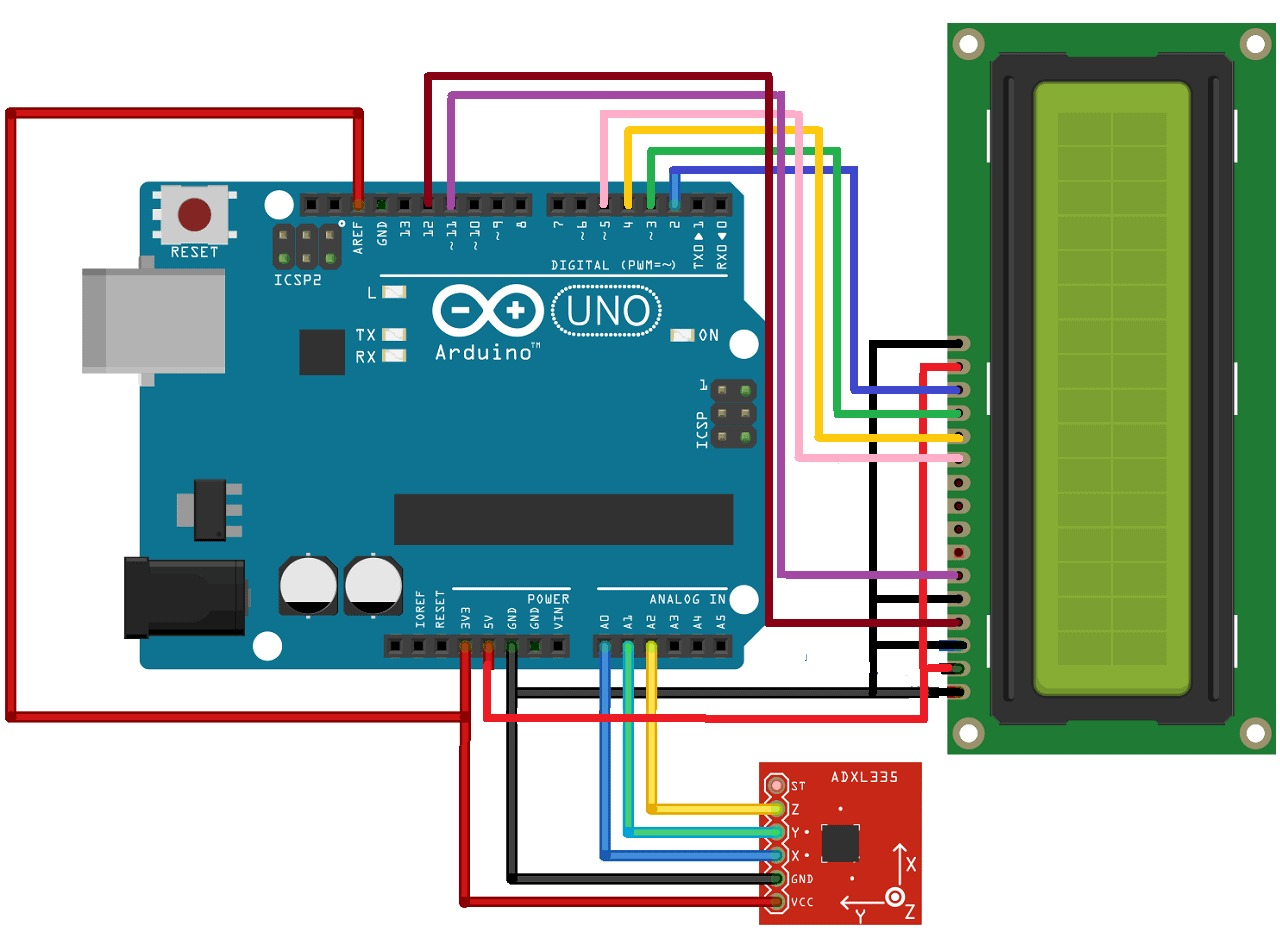 RESET
ICSP2
AREF
GND
13
12
~11
~10
~9
8
7
~6
~5
4
~3
2
TX0▶1
RX0◀0
DIGITAL (PWM=~)
L
TX
RX
UNO
Arduino™
ON
1
ICSP
POWER
ANALOG IN
IOREF
RESET
3V3
5V
GND
GND
VIN
A0
A1
A2
A3
A4
A5
ADXL335
ST
Z
Y
X
GND
VCC
X
Y
Z